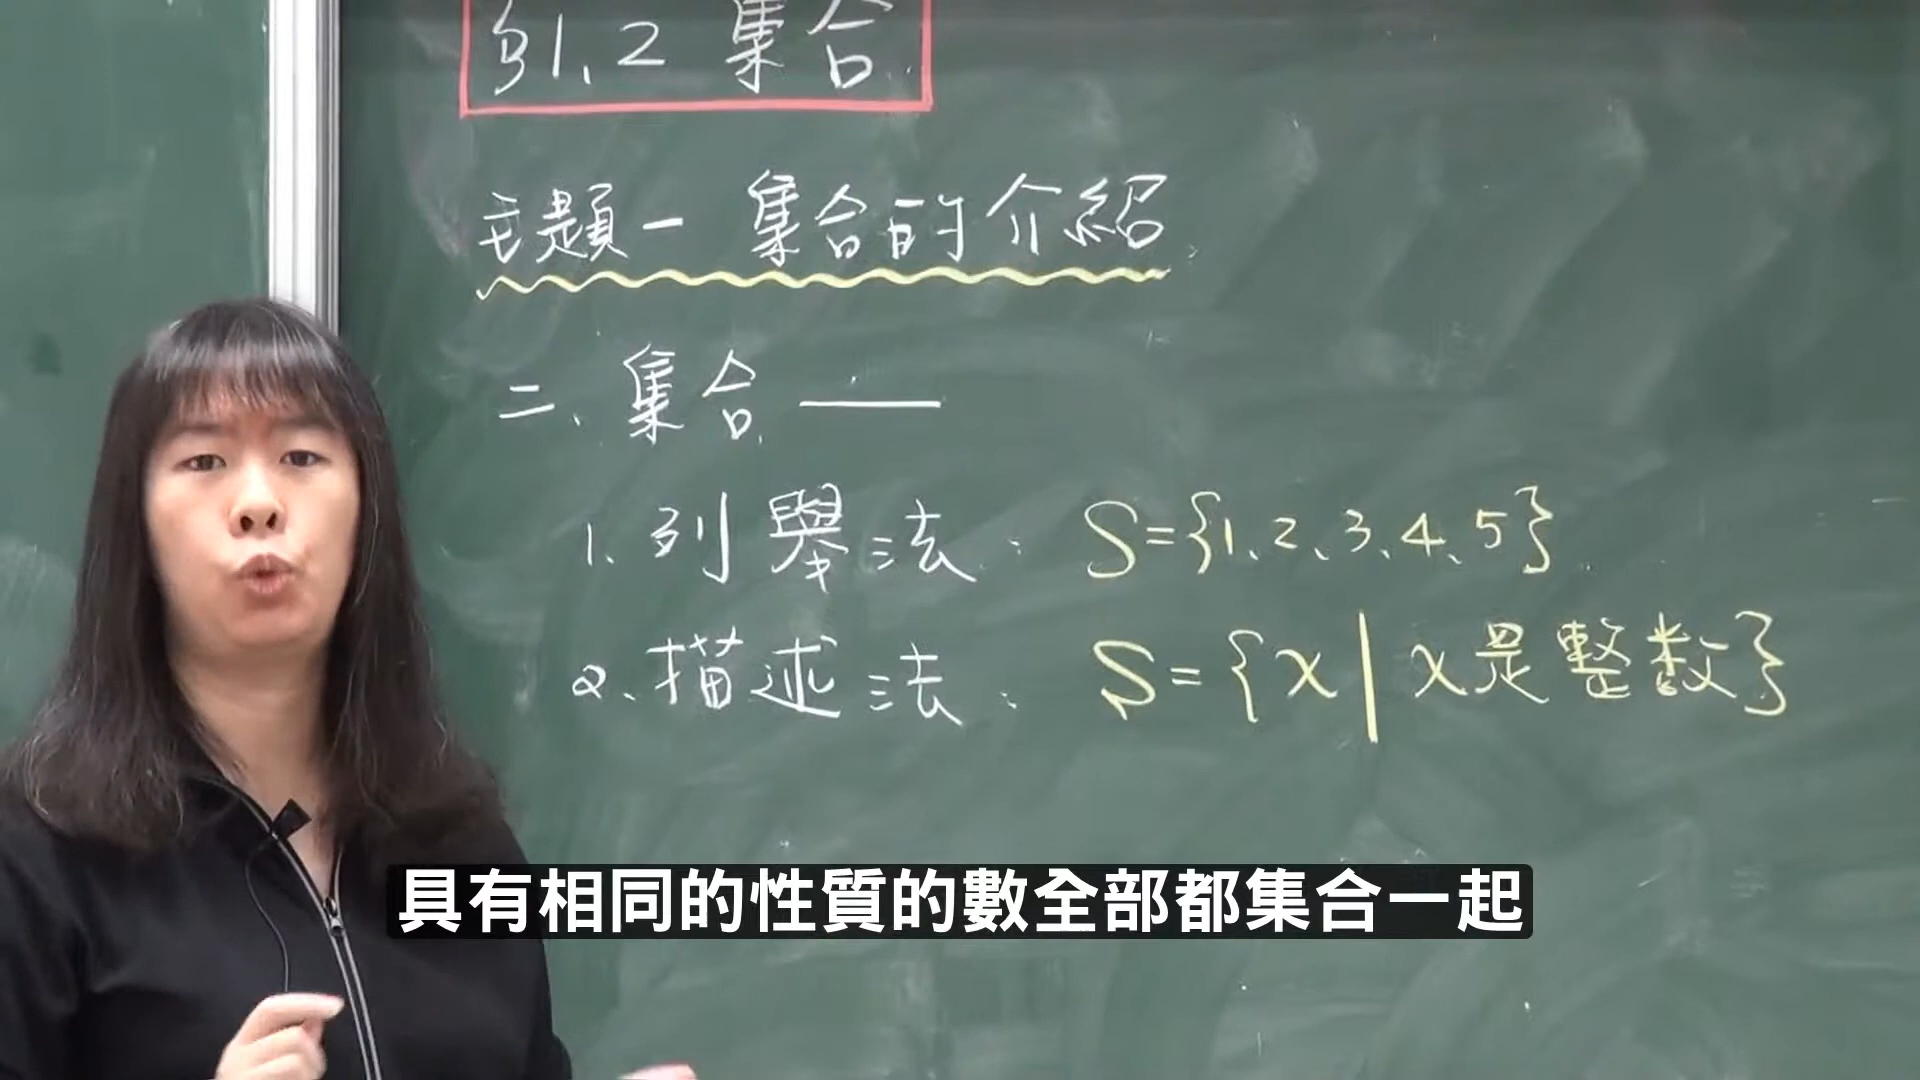 §1.2 集合
主題一 集合的介紹
二、集合——
1.列舉法: S={1、2、3、4、5}
2.描述法: S={x|x是整数}
具有相同的性質的數全部都集合一起